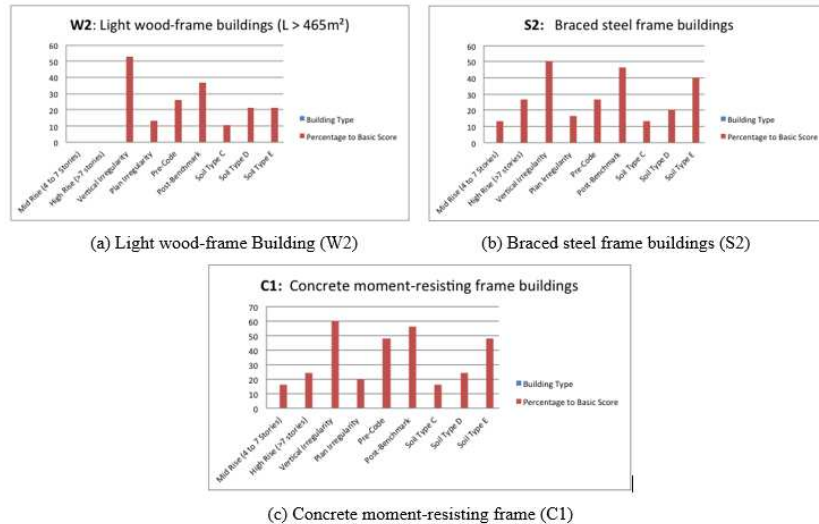 W2: Light wood-frame buildings (L > 465m²)
60
50
40
30
20
10
0
Mid Rise (4 to 7 Stories)
High Rise (>7 stories)
Vertical Irregularity
Plan Irregularity
Pre-Code
Post-Benchmark
Soil Type C
Soil Type D
Soil Type E
Building Type
Percentage to Basic Score
(a) Light wood-frame Building (W2)
S2: Braced steel frame buildings
60
50
40
30
20
10
0
Mid Rise (4 to 7 Stories)
High Rise (>7 stories)
Vertical Irregularity
Plan Irregularity
Pre-Code
Post-Benchmark
Soil Type C
Soil Type D
Soil Type E
Building Type
Percentage to Basic Score
(b) Braced steel frame buildings (S2)
C1: Concrete moment-resisting frame buildings
70
60
50
40
30
20
10
0
Mid Rise (4 to 7 Stories)
High Rise (>7 stories)
Vertical Irregularity
Plan Irregularity
Pre-Code
Post-Benchmark
Soil Type C
Soil Type D
Soil Type E
Building Type
Percentage to Basic Score
(c) Concrete moment-resisting frame (C1)